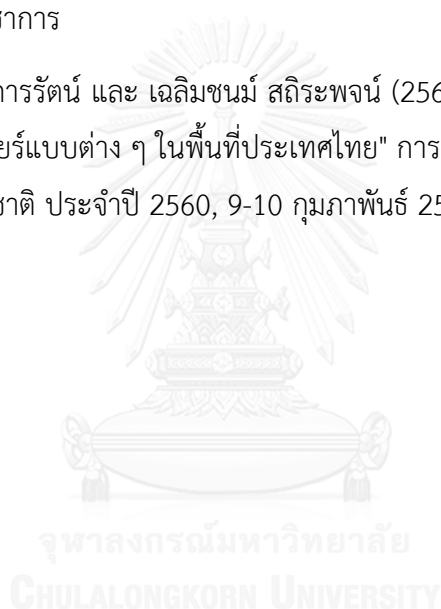 ชาการ
ารรัตน์ และ เฉลิมชนม์ สถิระพจน์ (256
ยร์แบบต่าง ๆ ในพื้นที่ประเทศไทย" การ
ชาติ ประจำปี 2560, 9-10 กุมภาพันธ์ 25
จุฬาลงกรณ์มหาวิทยาลัย
CHULALONGKORN UNIVERSITY